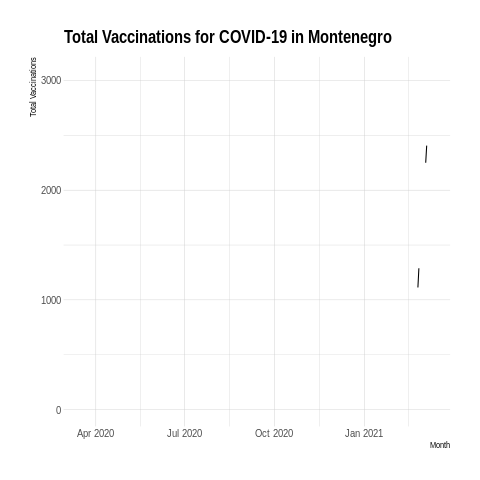 Total Vaccinations for COVID-19 in Montenegro
Total Vaccinations
3000
2000
1000
0
Apr 2020
Jul 2020
Oct 2020
Jan 2021
Month